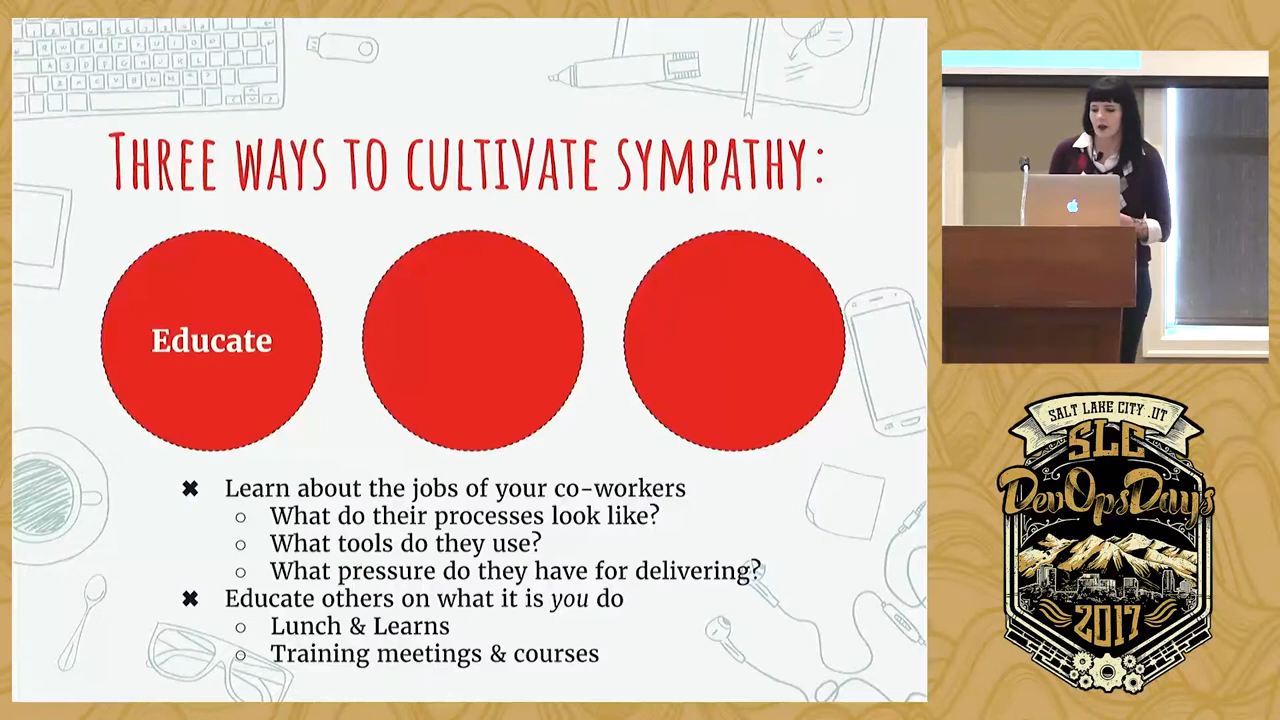 THREE WAYS TO CULTIVATE SYMPATHY:
Educate
✖ Learn about the jobs of your co-workers
○ What do their processes look like?
○ What tools do they use?
○ What pressure do they have for delivering?
✖ Educate others on what it is you do
○ Lunch & Learns
○ Training meetings & courses
SALT LAKE CITY .UT
SLC
DevOpsDays
2017